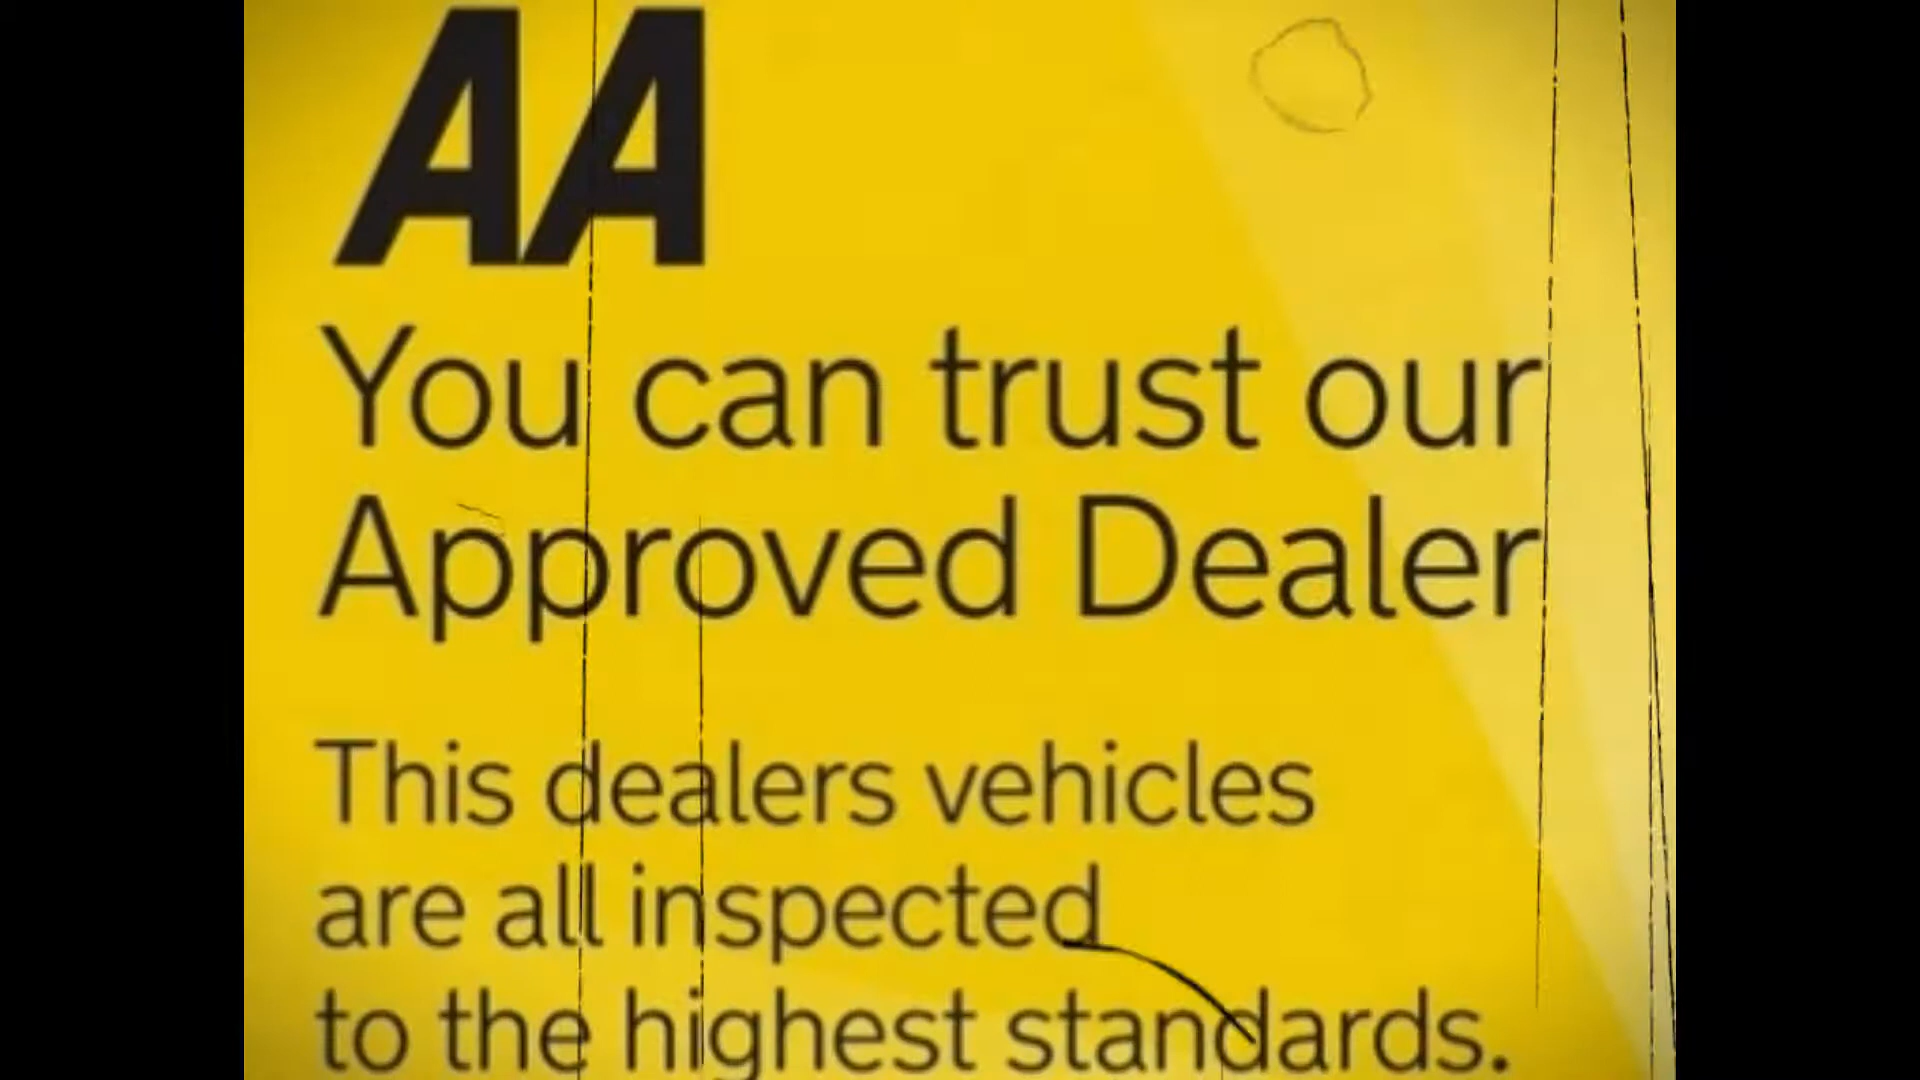 AA
You can trust our
Approved Dealer
This dealers vehicles
are all inspected
to the highest standards.